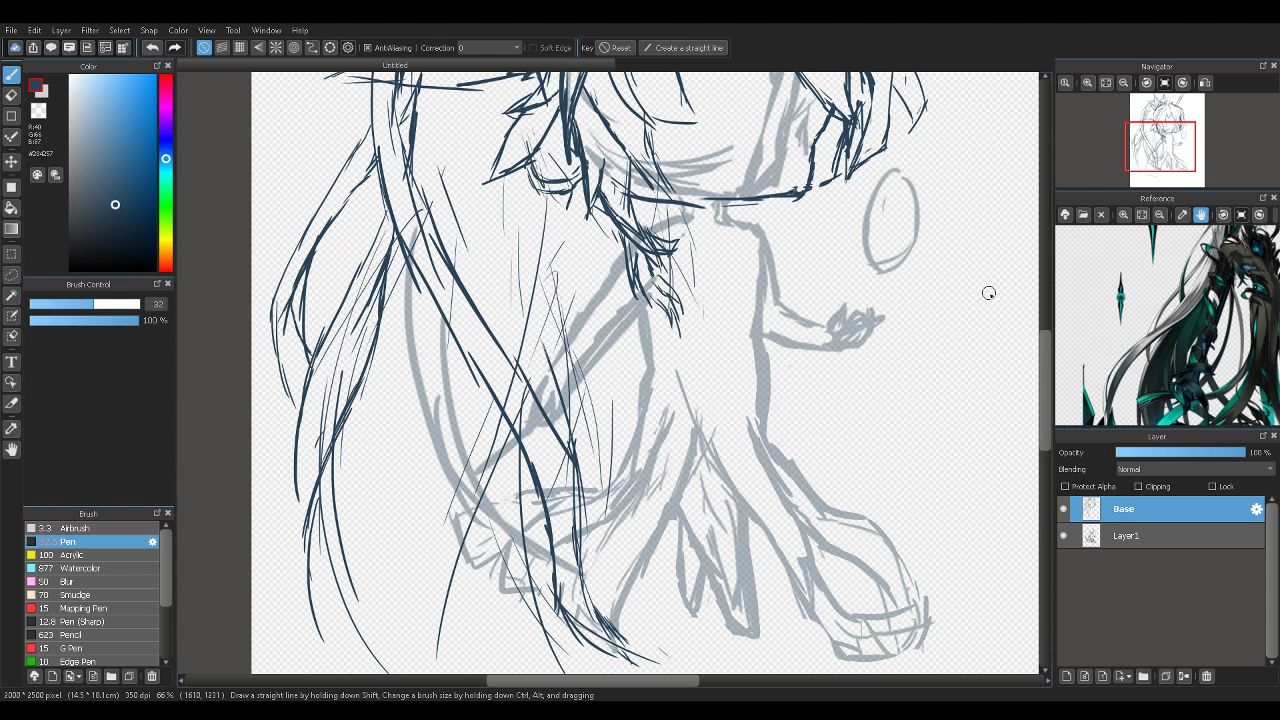 File Edit Layer Filter Select Snap Color View Tool Window Help
AntiAliasing Correction 0 Soft Edge Key Reset Create a straight line
Color
Untitled
Navigator
R:40
G:66
B:87
#284257
Reference
Brush Control
32
100 %
Layer
Opacity 100 %
Blending Normal
Protect Alpha Clipping Lock
Base
Layer1
Brush
3.3 Airbrush
Pen
100 Acrylic
877 Watercolor
50 Blur
70 Smudge
15 Mapping Pen
12.8 Pen (Sharp)
623 Pencil
15 G Pen
10 Edge Pen
2000 * 2500 pixel (14.5 * 18.1cm) 350 dpi 66 % (1610, 1231) Draw a straight line by holding down Shift, Change a brush size by holding down Ctrl, Alt, and dragging